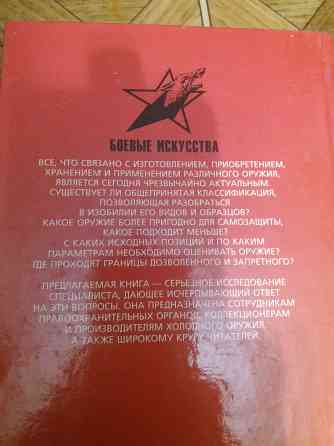 БОЕВЫЕ ИСКУССТВА
ВСЕ, ЧТО СВЯЗАНО С ИЗГОТОВЛЕНИЕМ, ПРИОБРЕТЕНИЕМ,
ХРАНЕНИЕМ И ПРИМЕНЕНИЕМ РАЗЛИЧНОГО ОРУЖИЯ,
ЯВЛЯЕТСЯ СЕГОДНЯ ЧРЕЗВЫЧАЙНО АКТУАЛЬНЫМ.
СУЩЕСТВУЕТ ЛИ ОБЩЕПРИНЯТАЯ КЛАССИФИКАЦИЯ,
ПОЗВОЛЯЮЩАЯ РАЗОБРАТЬСЯ
В ИЗОБИЛИИ ЕГО ВИДОВ И ОБРАЗЦОВ?
КАКОЕ ОРУЖИЕ БОЛЕЕ ПРИГОДНО ДЛЯ САМОЗАЩИТЫ,
КАКОЕ ПОДХОДИТ МЕНЬШЕ?
С КАКИХ ИСХОДНЫХ ПОЗИЦИЙ И ПО КАКИМ
ПАРАМЕТРАМ НЕОБХОДИМО ОЦЕНИВАТЬ ОРУЖИЕ?
ГДЕ ПРОХОДЯТ ГРАНИЦЫ ДОЗВОЛЕННОГО И ЗАПРЕТНОГО?
ПРЕДЛАГАЕМАЯ КНИГА — СЕРЬЕЗНОЕ ИССЛЕДОВАНИЕ
СПЕЦИАЛИСТА, ДАЮЩЕЕ ИСЧЕРПЫВАЮЩИЙ ОТВЕТ
НА ЭТИ ВОПРОСЫ. ОНА ПРЕДНАЗНАЧЕНА СОТРУДНИКАМ
ПРАВООХРАНИТЕЛЬНЫХ ОРГАНОВ, КОЛЛЕКЦИОНЕРАМ
И ПРОИЗВОДИТЕЛЯМ ХОЛОДНОГО ОРУЖИЯ,
А ТАКЖЕ ШИРОКОМУ КРУГУ ЧИТАТЕЛЕЙ.